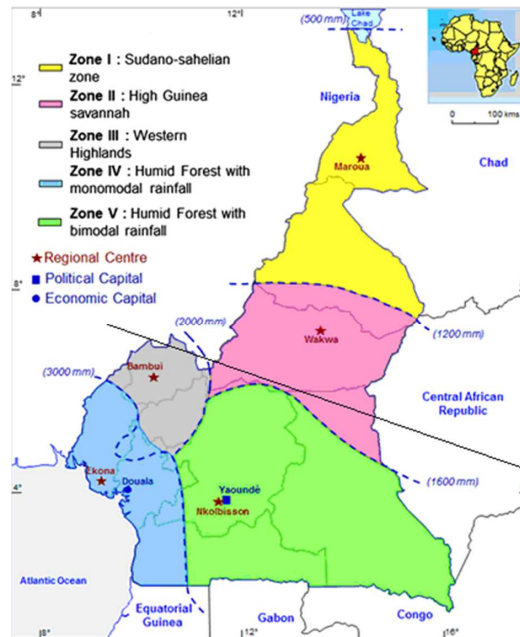 12°
Lake
Chad
(500 mm)
0 100 kms
Zone I : Sudano-sahelian
zone
Zone II : High Guinea
savannah
Zone III : Western
Highlands
Zone IV : Humid Forest with
monomodal rainfall
Zone V : Humid Forest with
bimodal rainfall
Regional Centre
Political Capital
Economic Capital
12°
Nigeria
Maroua
Chad
8°
(1200 mm)
(2000 mm)
Wakwa
(3000 mm)
Bambui
Central African
Republic
Ekona
Douala
4°
Yaoundè
Nkolbisson
(1600 mm)
Atlantic Ocean
Equatorial
Guinea
Gabon
Congo
8°
12°
16°